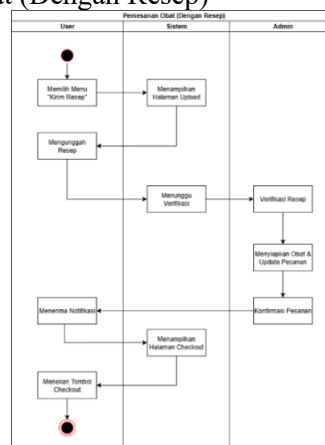 at (Dengan Resep)
Pemesanan Obat (Dengan Resep)
User
Sistem
Admin
Memilih Menu
"Kirim Resep"
Menampilkan
Halaman Upload
Mengunggah
Resep
Menunggu
Verifikasi
Verifikasi Resep
Menyiapkan Obat &
Update Pesanan
Menerima Notifikasi
Konfirmasi Pesanan
Menampilkan
Halaman Checkout
Menekan Tombol
Checkout